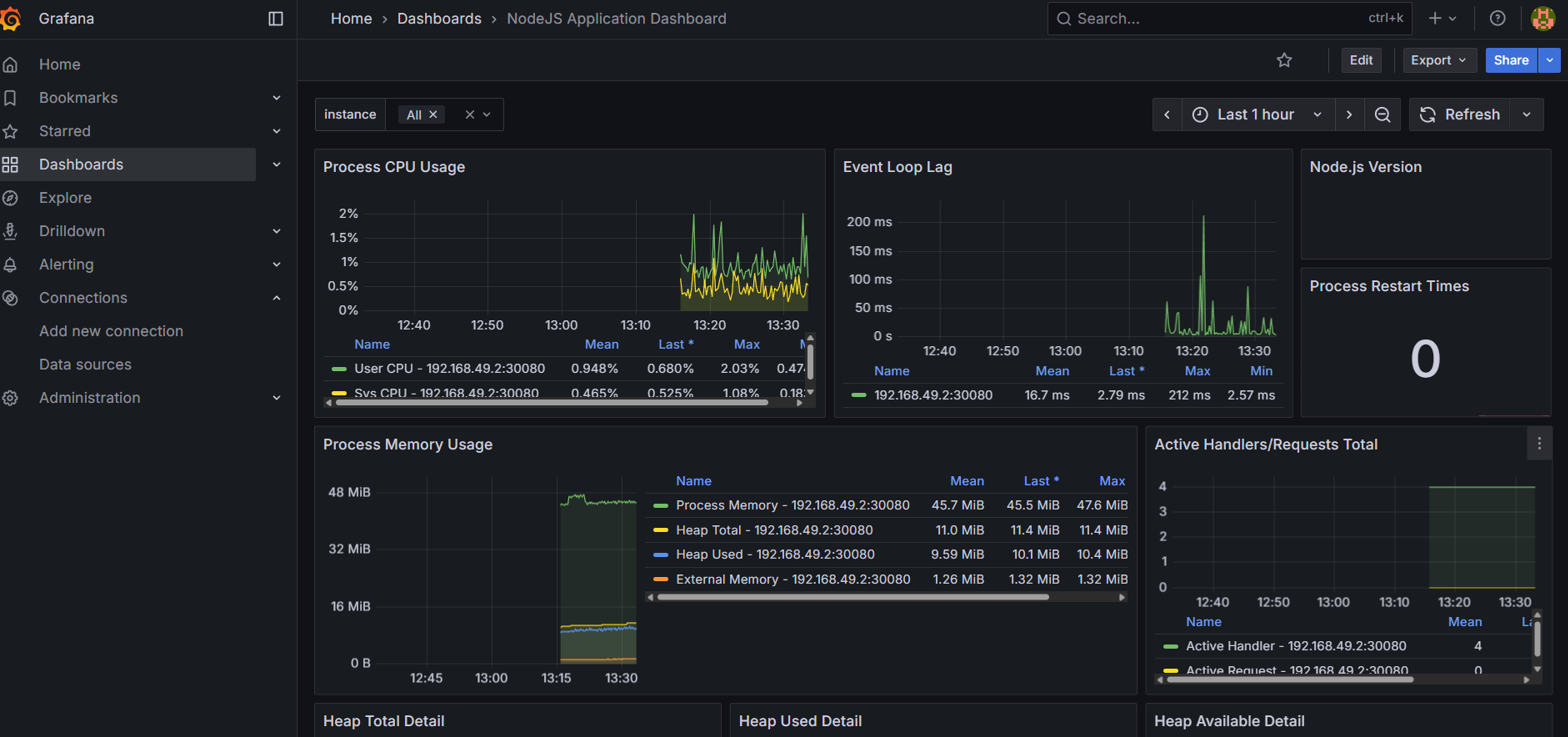 Grafana
Home › Dashboards › NodeJS Application Dashboard
Search... ctrl+k
Home
Bookmarks
Starred
Dashboards
Explore
Drilldown
Alerting
Connections
Add new connection
Data sources
Administration
Edit Export Share
instance All
Last 1 hour Refresh
Process CPU Usage
2%
1.5%
1%
0.5%
0%
12:40 12:50 13:00 13:10 13:20 13:30
Name Mean Last * Max
User CPU - 192.168.49.2:30080 0.948% 0.680% 2.03% 0.47
Sys CPU - 192.168.49.2:30080 0.465% 0.525% 1.08% 0.18
Event Loop Lag
200 ms
150 ms
100 ms
50 ms
0 s
12:40 12:50 13:00 13:10 13:20 13:30
Name Mean Last * Max Min
192.168.49.2:30080 16.7 ms 2.79 ms 212 ms 2.57 ms
Node.js Version
Process Restart Times
0
Process Memory Usage
48 MiB
32 MiB
16 MiB
0 B
12:45 13:00 13:15 13:30
Name Mean Last * Max
Process Memory - 192.168.49.2:30080 45.7 MiB 45.5 MiB 47.6 MiB
Heap Total - 192.168.49.2:30080 11.0 MiB 11.4 MiB 11.4 MiB
Heap Used - 192.168.49.2:30080 9.59 MiB 10.1 MiB 10.4 MiB
External Memory - 192.168.49.2:30080 1.26 MiB 1.32 MiB 1.32 MiB
Active Handlers/Requests Total
4
3
2
1
0
12:40 12:50 13:00 13:10 13:20 13:30
Name Mean
Active Handler - 192.168.49.2:30080 4
Active Request - 192.168.49.2:30080 0
Heap Total Detail
Heap Used Detail
Heap Available Detail